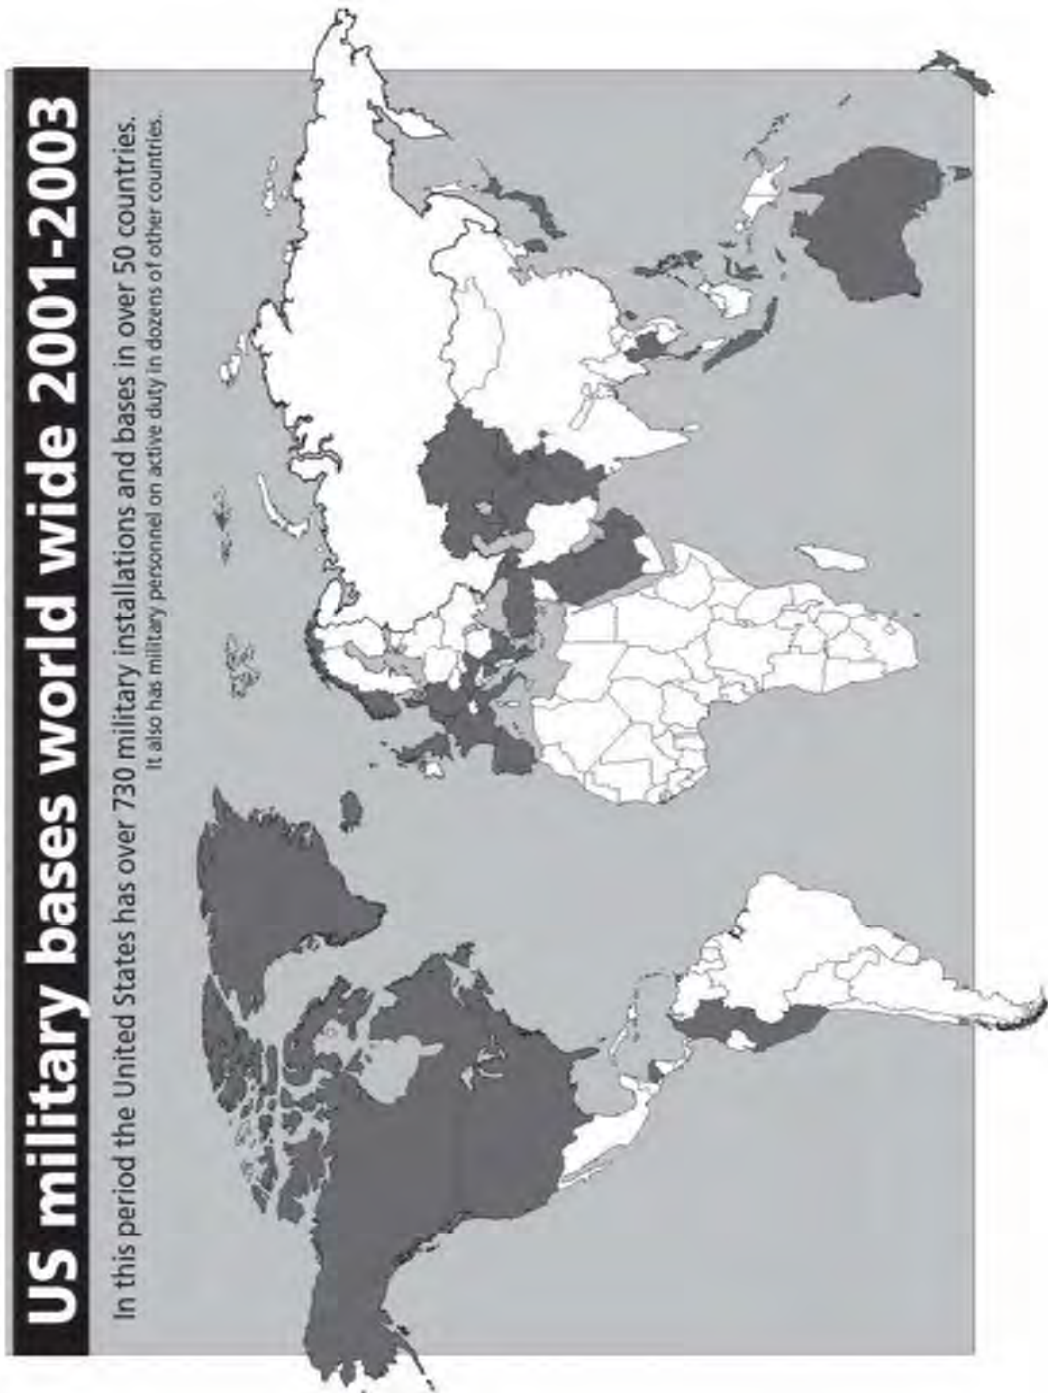 US military bases world wide 2001-2003
In this period the United States has over 730 military installations and bases in over 50 countries.
It also has military personnel on active duty in dozens of other countries.